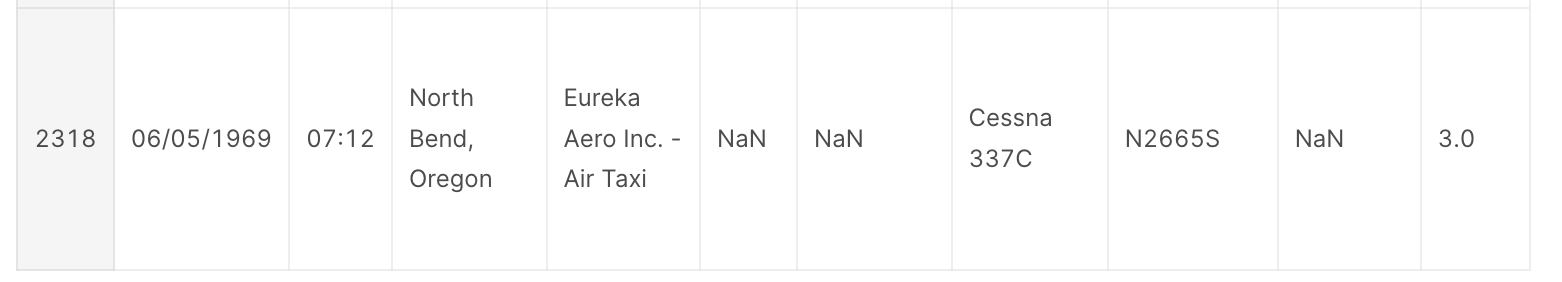 2318
06/05/1969
07:12
North
Bend,
Oregon
Eureka
Aero Inc. -
Air Taxi
NaN
NaN
Cessna
337C
N2665S
NaN
3.0